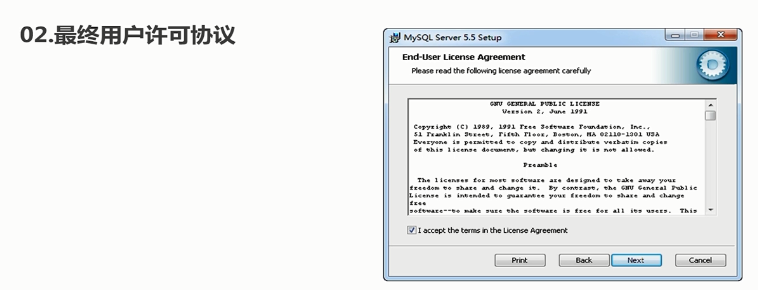 02.最终用户许可协议
MySQL Server 5.5 Setup
End-User License Agreement
Please read the following license agreement carefully
GNU GENERAL PUBLIC LICENSE
Version 2, June 1991
Copyright (C) 1989, 1991 Free Software Foundation, Inc.,
51 Franklin Street, Fifth Floor, Boston, MA 02110-1301 USA
Everyone is permitted to copy and distribute verbatim copies
of this license document, but changing it is not allowed.
Preamble
The licenses for most software are designed to take away your
freedom to share and change it. By contrast, the GNU General Public
License is intended to guarantee your freedom to share and change
free
software--to make sure the software is free for all its users. This
I accept the terms in the License Agreement
Print Back Next Cancel